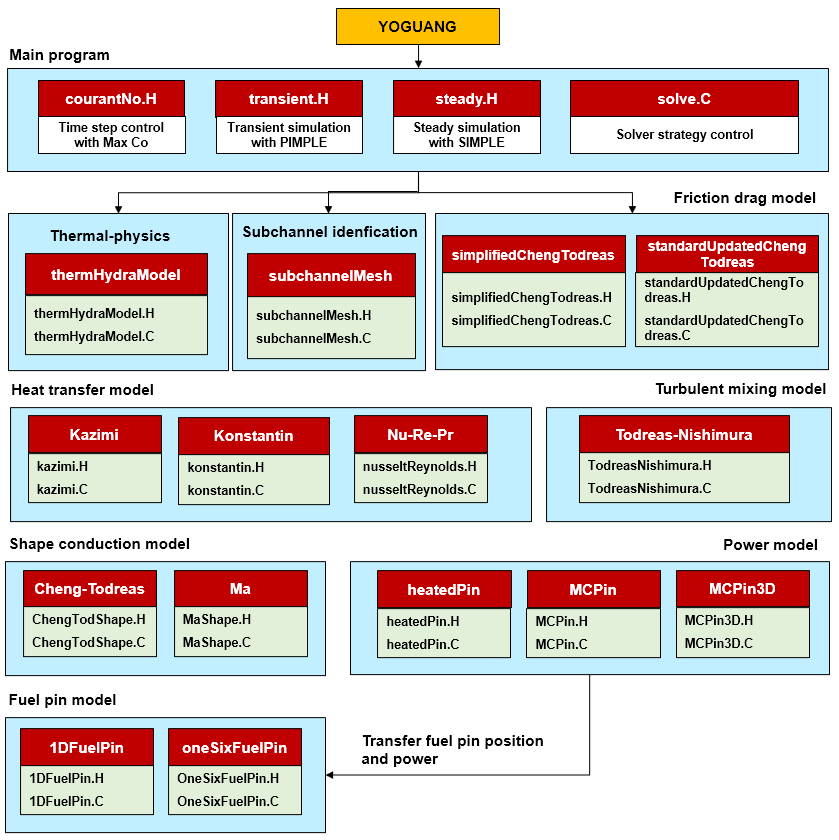 YOGUANG
Main program
courantNo.H
Time step control
with Max Co
transient.H
Transient simulation
with PIMPLE
steady.H
Steady simulation
with SIMPLE
solve.C
Solver strategy control
Thermal-physics
thermHydraModel
thermHydraModel.H
thermHydraModel.C
Subchannel idenfication
subchannelMesh
subchannelMesh.H
subchannelMesh.C
Friction drag model
simplifiedChengTodreas
simplifiedChengTodreas.H
simplifiedChengTodreas.C
standardUpdatedCheng
Todreas
standardUpdatedChengTo
dreas.H
standardUpdatedChengTo
dreas.C
Heat transfer model
Kazimi
kazimi.H
kazimi.C
Konstantin
konstantin.H
konstantin.C
Nu-Re-Pr
nusseltReynolds.H
nusseltReynolds.C
Turbulent mixing model
Todreas-Nishimura
TodreasNishimura.H
TodreasNishimura.C
Shape conduction model
Cheng-Todreas
ChengTodShape.H
ChengTodShape.C
Ma
MaShape.H
MaShape.C
Power model
heatedPin
heatedPin.H
heatedPin.C
MCPin
MCPin.H
MCPin.C
MCPin3D
MCPin3D.H
MCPin3D.C
Fuel pin model
1DFuelPin
1DFuelPin.H
1DFuelPin.C
oneSixFuelPin
OneSixFuelPin.H
OneSixFuelPin.C
Transfer fuel pin position
and power